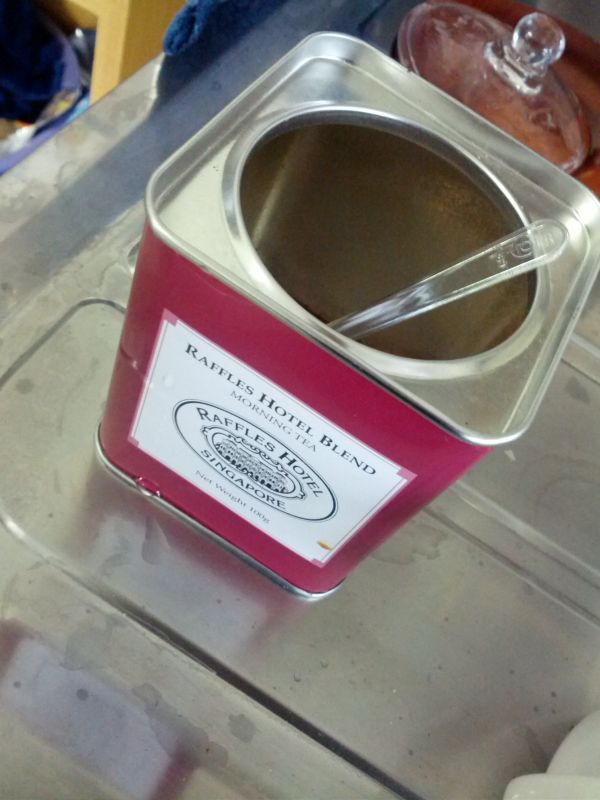 Raffles Hotel Blend
Morning Tea
RAFFLES HOTEL
SINGAPORE
Net Weight 100g